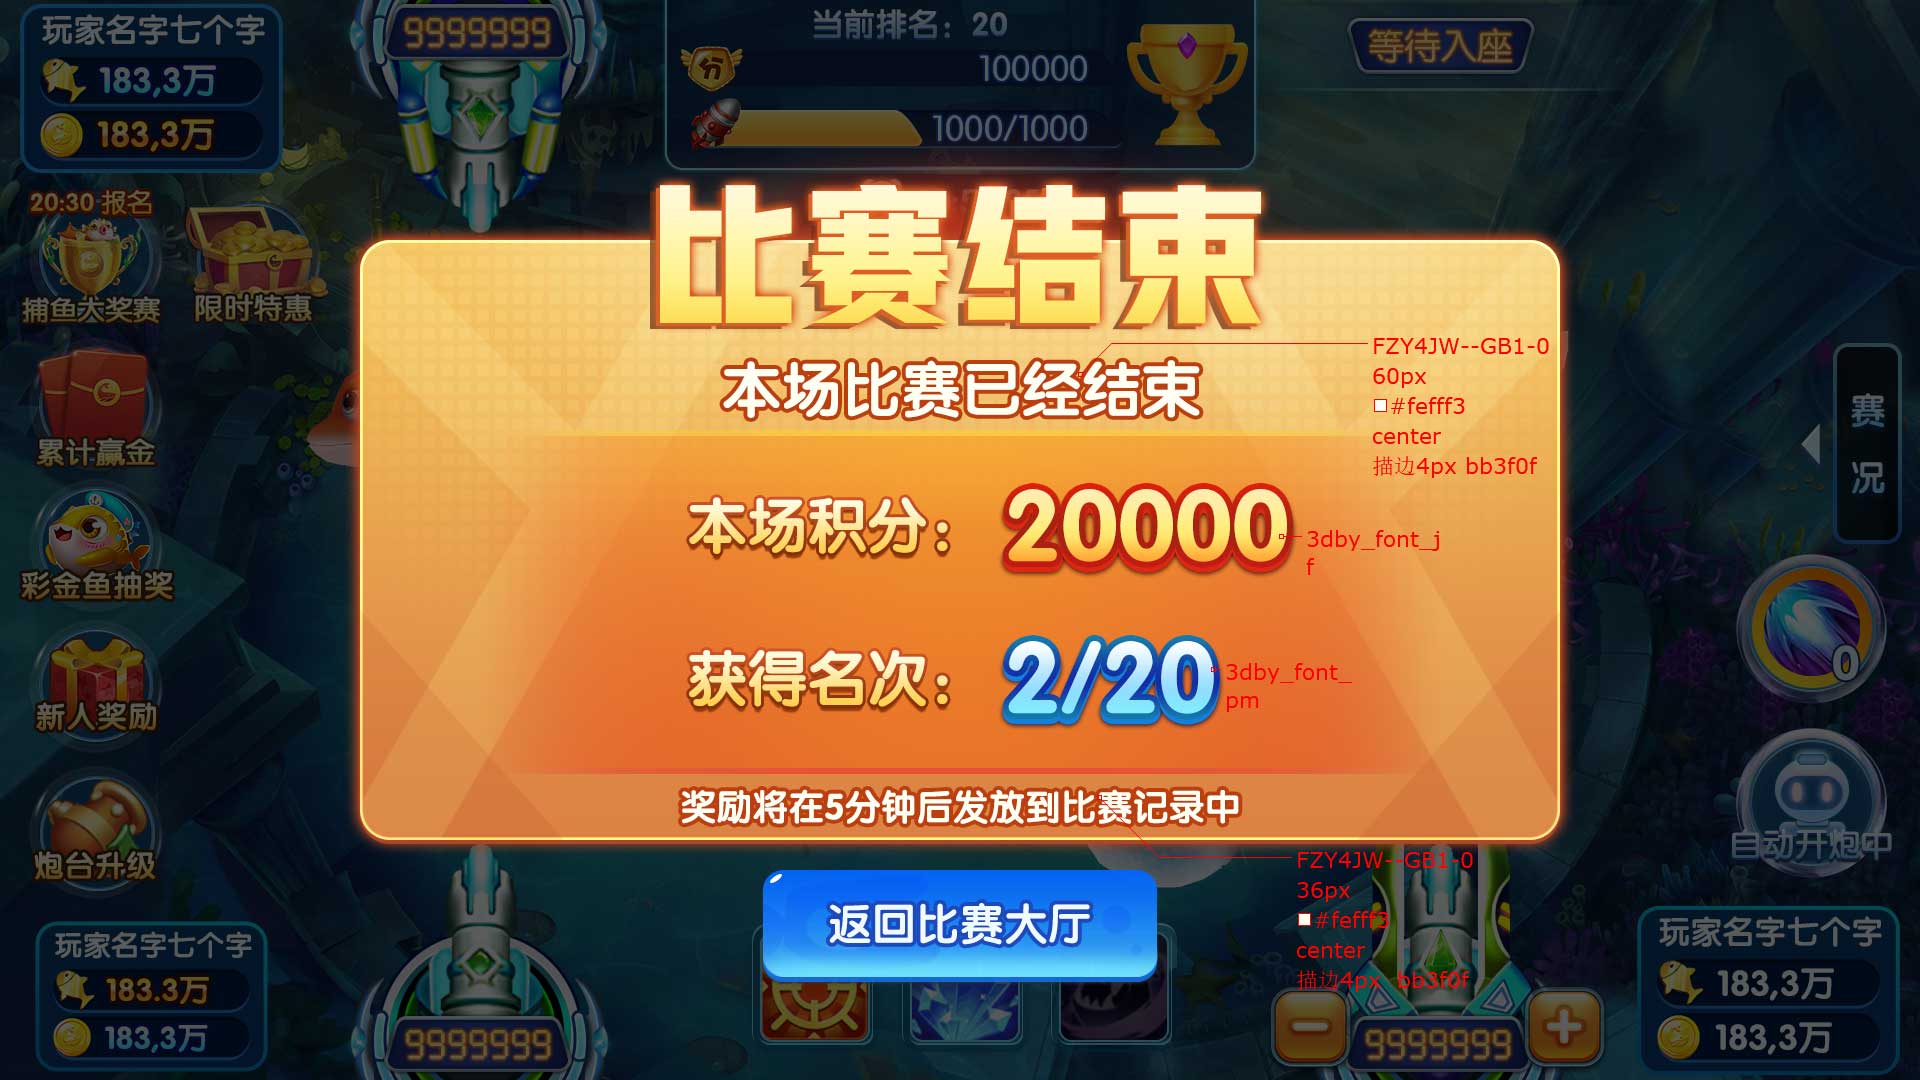 玩家名字七个字
183,3万
183,3万
9999999
当前排名：20
100000
1000/1000
等待入座
20:30 报名
捕鱼大奖赛
限时特惠
累计赢金
彩金鱼抽奖
新人奖励
炮台升级
比赛结束
本场比赛已经结束
FZY4JW--GB1-0
60px
#fefff3
center
描边4px bb3f0f
本场积分：
20000
3dby_font_j
f
获得名次：
2/20
3dby_font_
pm
奖励将在5分钟后发放到比赛记录中
FZY4JW--GB1-0
36px
#fefff3
center
描边4px bb3f0f
返回比赛大厅
赛
况
0
自动开炮中
玩家名字七个字
183.3万
183,3万
9999999
9999999
玩家名字七个字
183,3万
183,3万